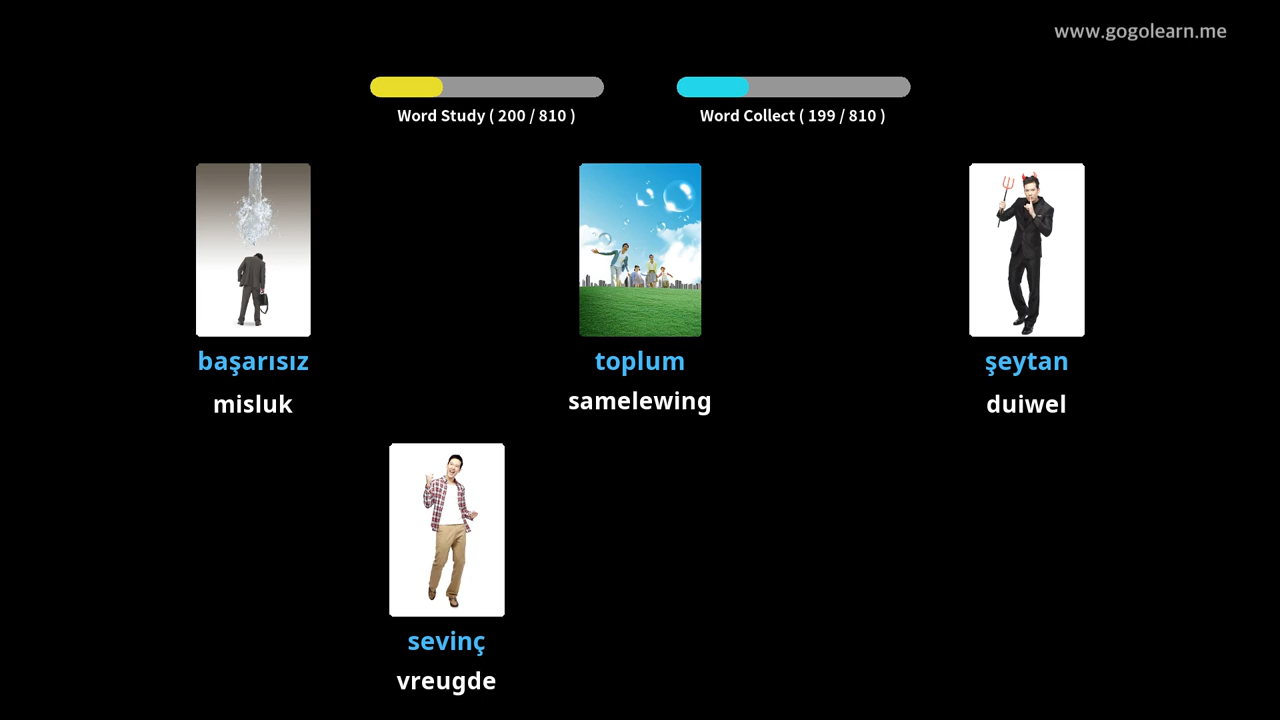 www.gogolearn.me
Word Study ( 200 / 810 )
Word Collect ( 199 / 810 )
başarısız
misluk
toplum
samelewing
şeytan
duiwel
sevinç
vreugde